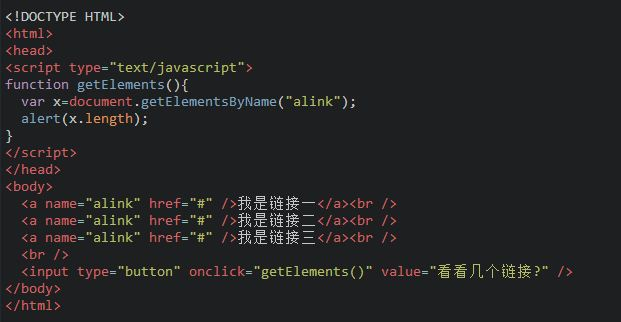 <!DOCTYPE HTML>
<html>
<head>
<script type="text/javascript">
function getElements(){
  var x=document.getElementsByName("alink");
  alert(x.length);
}
</script>
</head>
<body>
  <a name="alink" href="#" />我是链接一</a><br />
  <a name="alink" href="#" />我是链接二</a><br />
  <a name="alink" href="#" />我是链接三</a><br />
  <br />
  <input type="button" onclick="getElements()" value="看看几个链接?" />
</body>
</html>